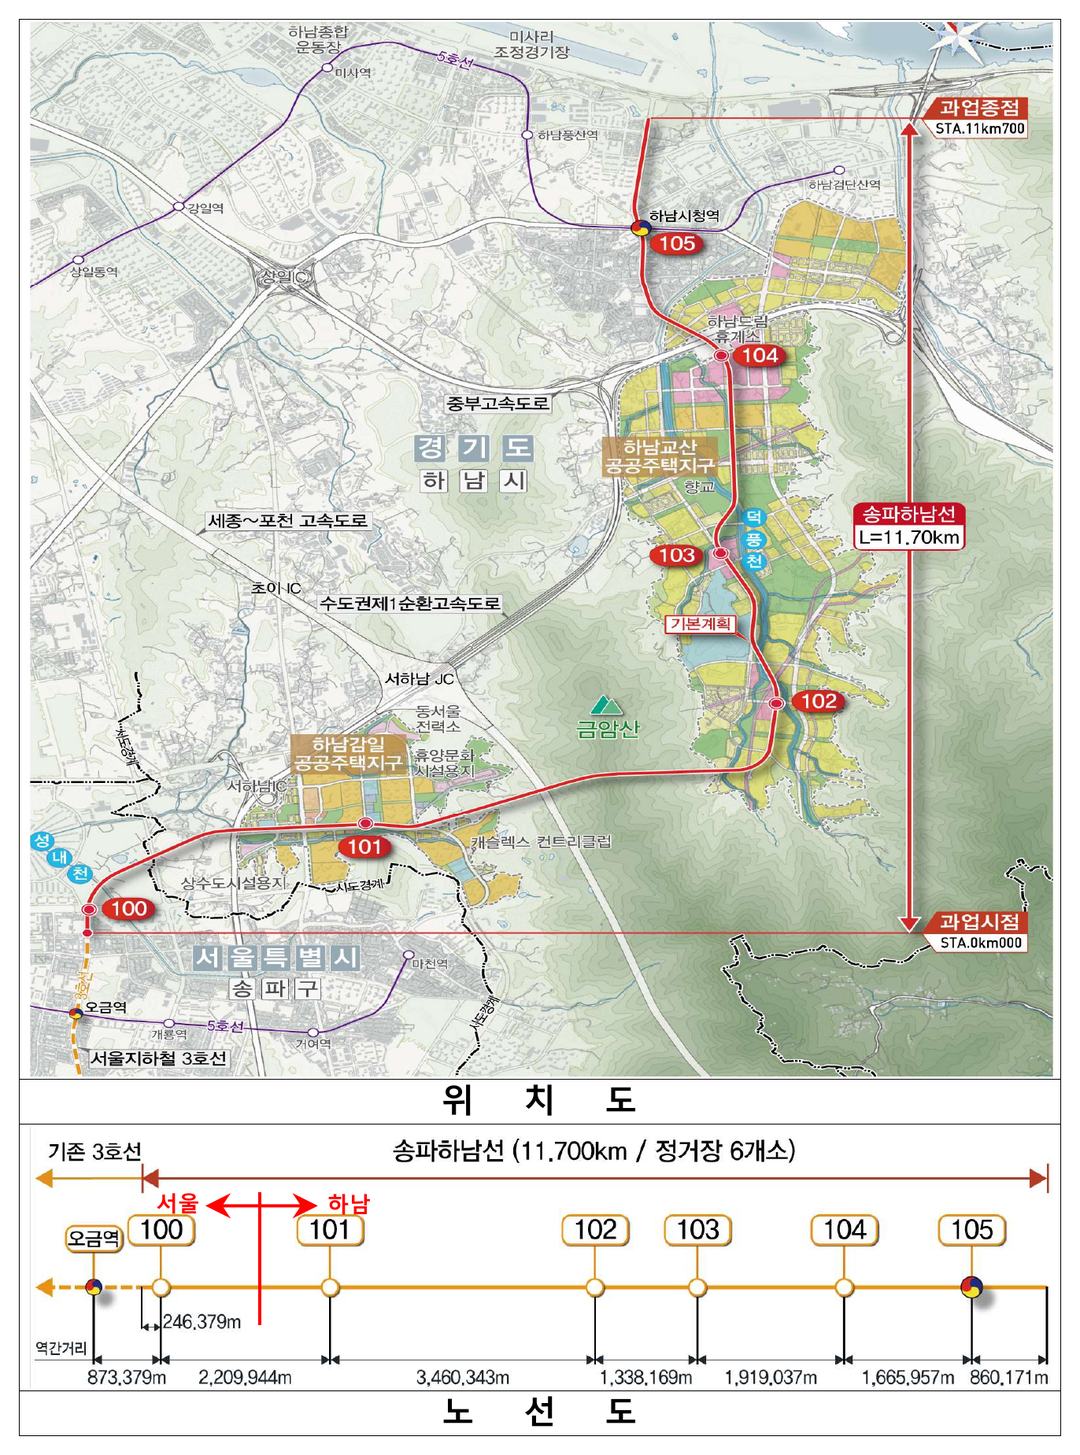 하남종합
운동장
미사리
조정경기장
5호선
미사역
과업종점
STA.11km700
하남풍산역
하남검단산역
강일역
하남시청역
105
상일동역
상일IC
하남드림
휴게소
104
중부고속도로
경기도
하남시
하남교산
공공주택지구
향교
세종~포천 고속도로
송파하남선
L=11.70km
덕
풍
천
103
초이 IC
수도권제1순환고속도로
기본계획
서하남 JC
102
금암산
동서울
전력소
시도경계
하남감일
공공주택지구
휴양문화
시설용지
서하남IC
101
캐슬렉스 컨트리클럽
성
내
천
상수도시설용지
시도경계
100
과업시점
STA.0km000
서울특별시
송파구
마천역
3호선
오금역
개롱역
5호선
거여역
시도경계
서울지하철 3호선
위 치 도
기존 3호선
송파하남선 (11.700km / 정거장 6개소)
서울
하남
오금역
100
101
102
103
104
105
246.379m
역간거리
873.379m
2,209.944m
3,460.343m
1,338.169m
1,919.037m
1,665.957m
860.171m
노 선 도